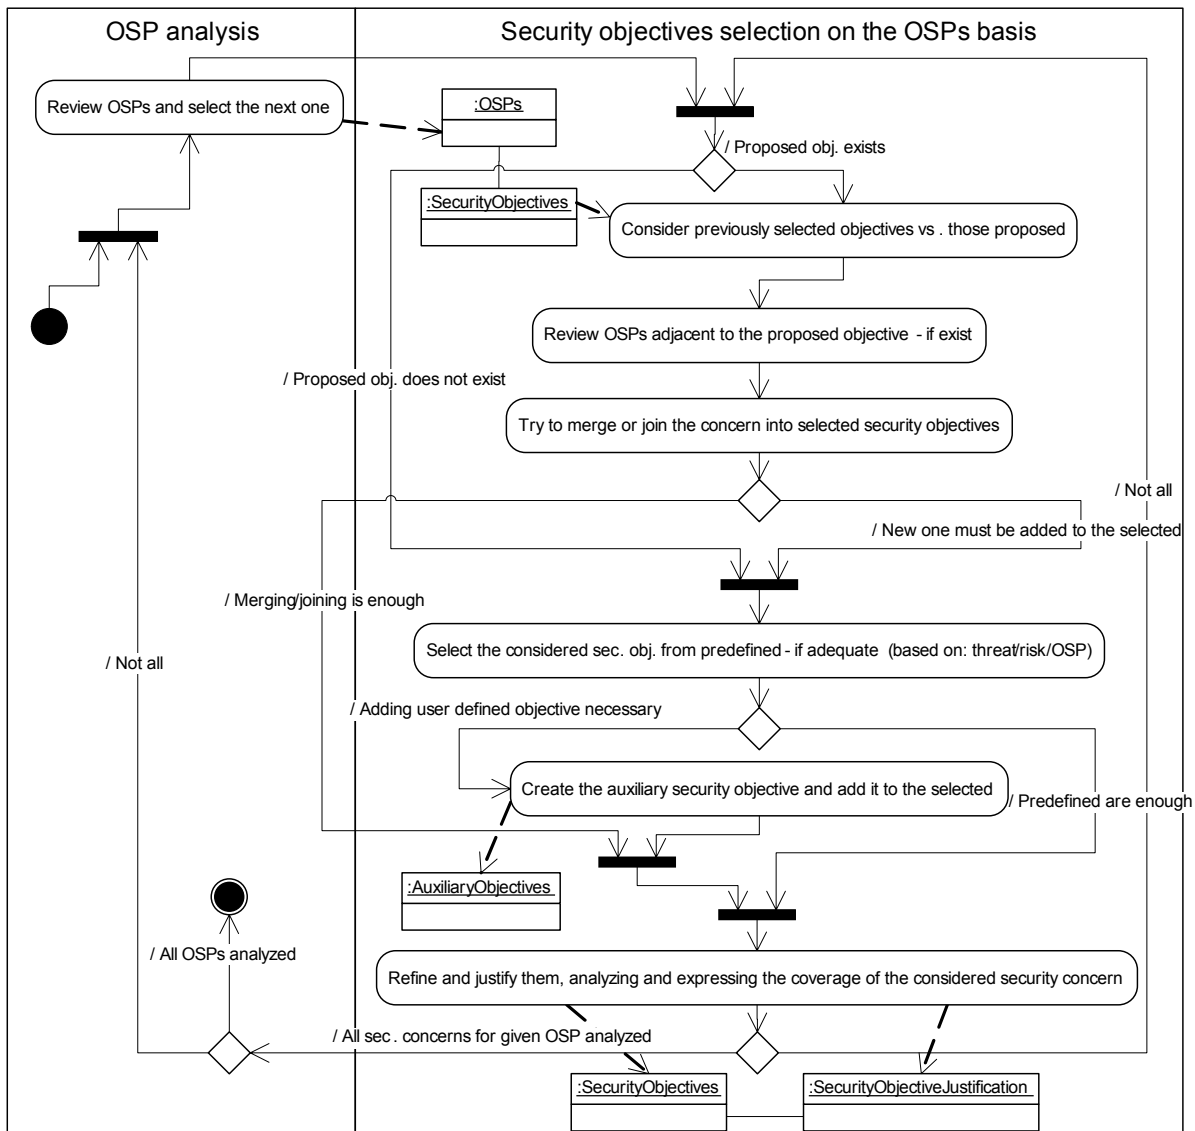 OSP analysis
Security objectives selection on the OSPs basis
Review OSPs and select the next one
:OSPs
/ Proposed obj. exists
:SecurityObjectives
Consider previously selected objectives vs . those proposed
Review OSPs adjacent to the proposed objective - if exist
/ Proposed obj. does not exist
Try to merge or join the concern into selected security objectives
/ Not all
/ New one must be added to the selected
/ Merging/joining is enough
Select the considered sec. obj. from predefined - if adequate (based on: threat/risk/OSP)
/ Not all
/ Adding user defined objective necessary
Create the auxiliary security objective and add it to the selected
/ Predefined are enough
:AuxiliaryObjectives
/ All OSPs analyzed
Refine and justify them, analyzing and expressing the coverage of the considered security concern
/ All sec . concerns for given OSP analyzed
:SecurityObjectives
:SecurityObjectiveJustification